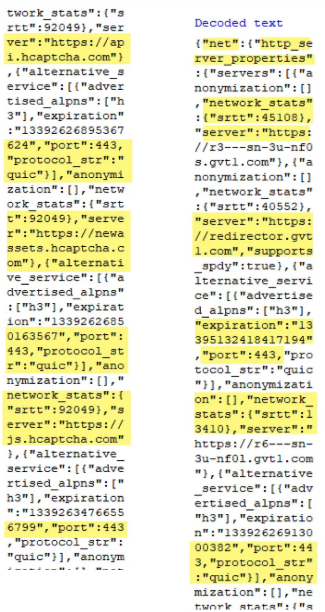 twork_stats":{"s
rtt":92049},"ser
ver":"https://ap
i.hcaptcha.com"}
,{"alternative_s
ervice":[{"adver
tised_alpns":["h
3"],"expiration"
:"13392626895367
624","port":443,
"protocol_str":"
quic"}],"anonymi
zation":[],"netw
ork_stats":{"srt
t":92049},"serve
r":"https://newa
ssets.hcaptcha.c
om"},{"alternati
ve_service":[{"a
dvertised_alpns"
:["h3"],"expirat
ion":"1339262685
0163567","port":
443,"protocol_st
r":"quic"}],"ano
nymization":[],"
network_stats":{
"srtt":92049},"s
erver":"https://
js.hcaptcha.com"
},{"alternative_
service":[{"adve
rtised_alpns":["
h3"],"expiration
":"1339263476655
6799","port":443
,"protocol_str":
"quic"}],"anonym
Decoded text
{"net":{"http_se
rver_properties"
:{"servers":[{"a
nonymization":[]
,"network_stats"
:{"srtt":45108},
"server":"https:
//r3---sn-3u-nf0
s.gvt1.com"},{"a
nonymization":[]
,"network_stats"
:{"srtt":40552},
"server":"https:
//redirector.gvt
1.com","supports
_spdy":true},{"a
lternative_servi
ce":[{"advertise
d_alpns":["h3"],
"expiration":"13
395132418417194"
,"port":443,"pro
tocol_str":"quic
"}],"anonymizati
on":[],"network_
stats":{"srtt":1
3410},"server":"
https://r6---sn-
3u-nf01.gvt1.com
"},{"alternative
_service":[{"adv
ertised_alpns":[
"h3"],"expiratio
n":"133926269130
00382","port":44
3,"protocol_str"
:"quic"}],"anony
mization":[],"ne
twork_stats":{"s